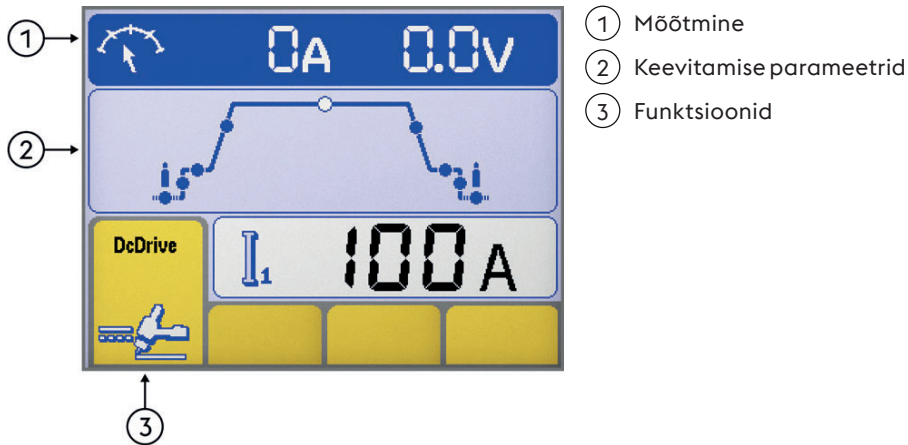 1 Mõõtmine
2 Keevitamise parameetrid
3 Funktsioonid
1
0A 0.0V
2
DcDrive
I1 100A
3